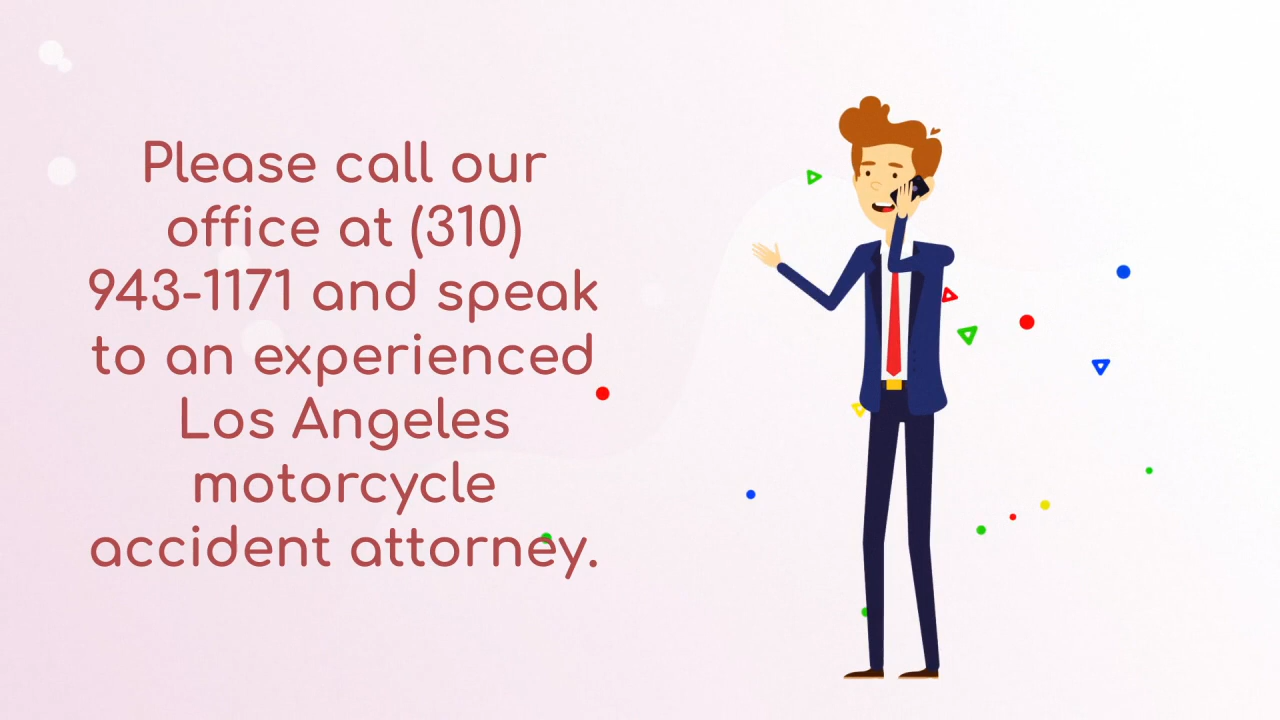 Please call our
office at (310)
943-1171 and speak
to an experienced
Los Angeles
motorcycle
accident attorney.